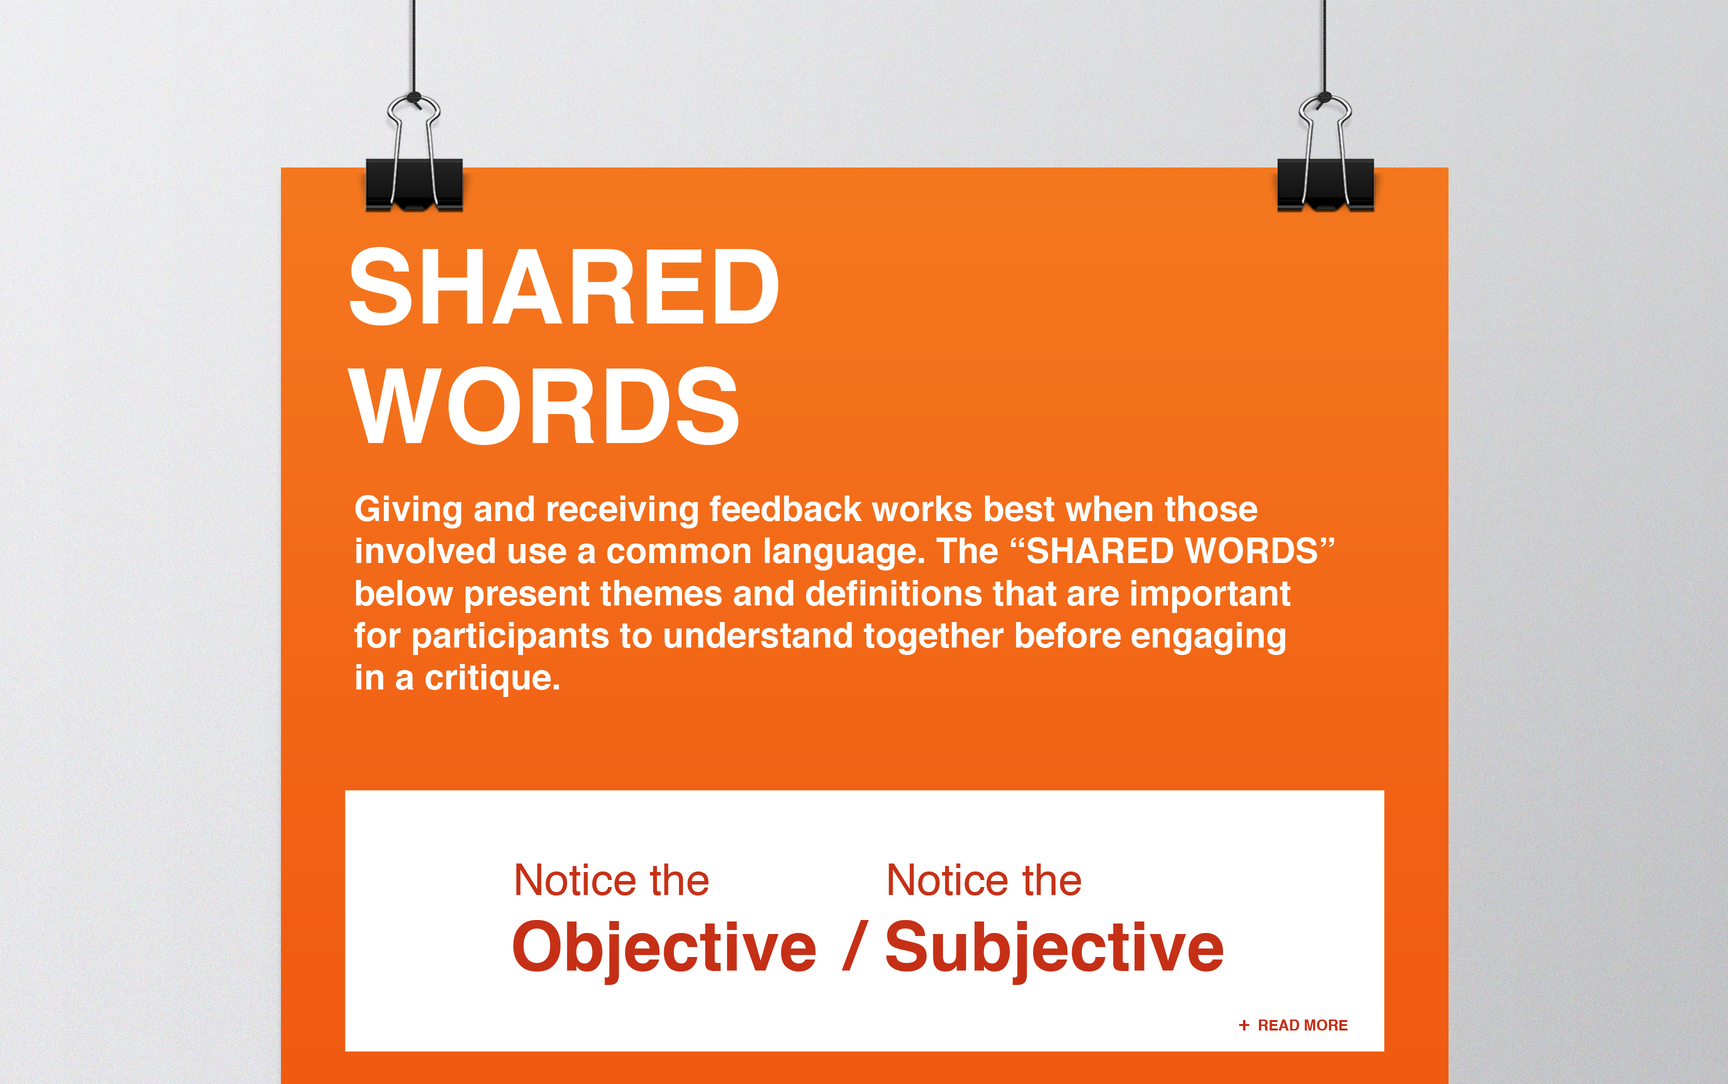 SHARED
WORDS
Giving and receiving feedback works best when those
involved use a common language. The “SHARED WORDS”
below present themes and definitions that are important
for participants to understand together before engaging
in a critique.
Notice the Notice the
Objective / Subjective
+ READ MORE